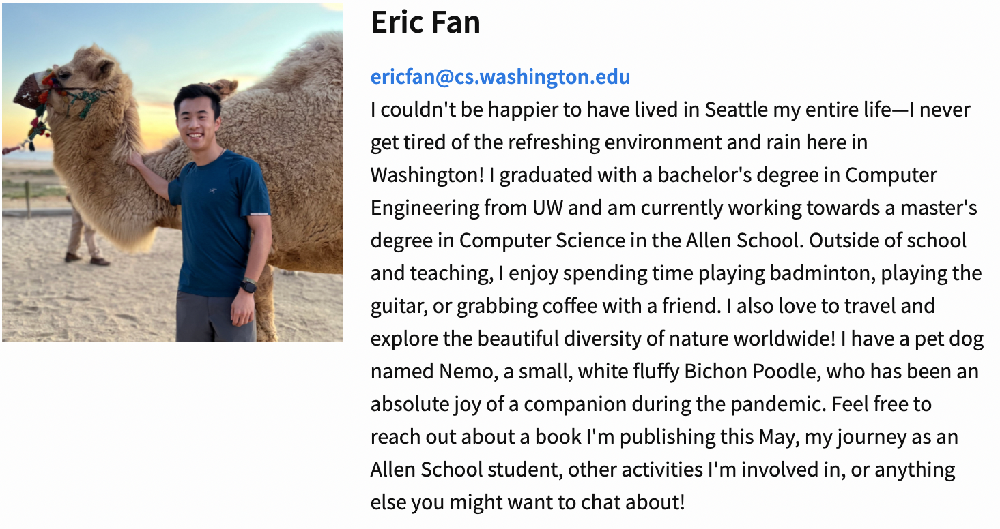 Eric Fan
ericfan@cs.washington.edu
I couldn't be happier to have lived in Seattle my entire life—I never
get tired of the refreshing environment and rain here in
Washington! I graduated with a bachelor's degree in Computer
Engineering from UW and am currently working towards a master's
degree in Computer Science in the Allen School. Outside of school
and teaching, I enjoy spending time playing badminton, playing the
guitar, or grabbing coffee with a friend. I also love to travel and
explore the beautiful diversity of nature worldwide! I have a pet dog
named Nemo, a small, white fluffy Bichon Poodle, who has been an
absolute joy of a companion during the pandemic. Feel free to
reach out about a book I'm publishing this May, my journey as an
Allen School student, other activities I'm involved in, or anything
else you might want to chat about!